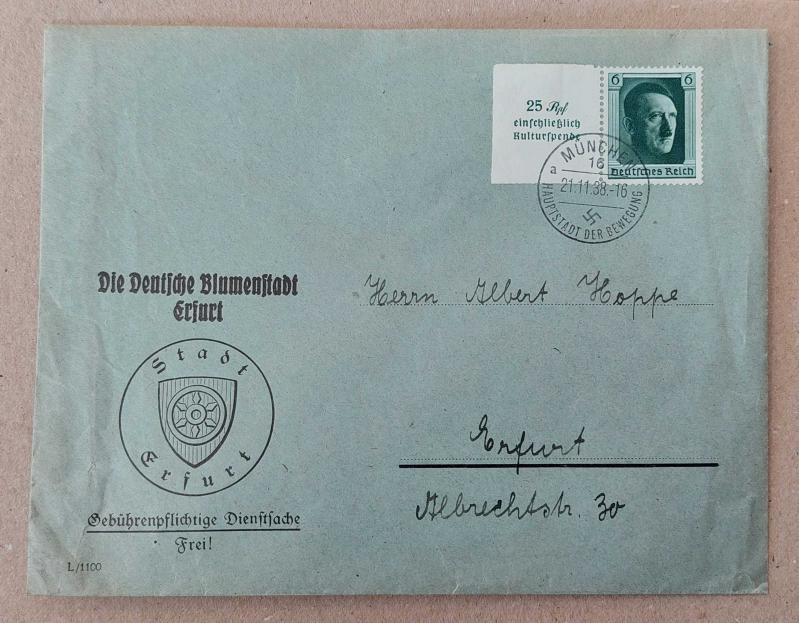 25 Rpf
einschließlich
Kulturspende
6 6
Deutsches Reich
MÜNCHEN
16
a
21.11.38.-16
HAUPTSTADT DER BEWEGUNG
Die Deutsche Blumenstadt
Erfurt
Stadt
Erfurt
Gebührenpflichtige Dienstsache
Frei!
L/1100
Herrn Albert Hoppe
Erfurt
Albrechtstr. 30